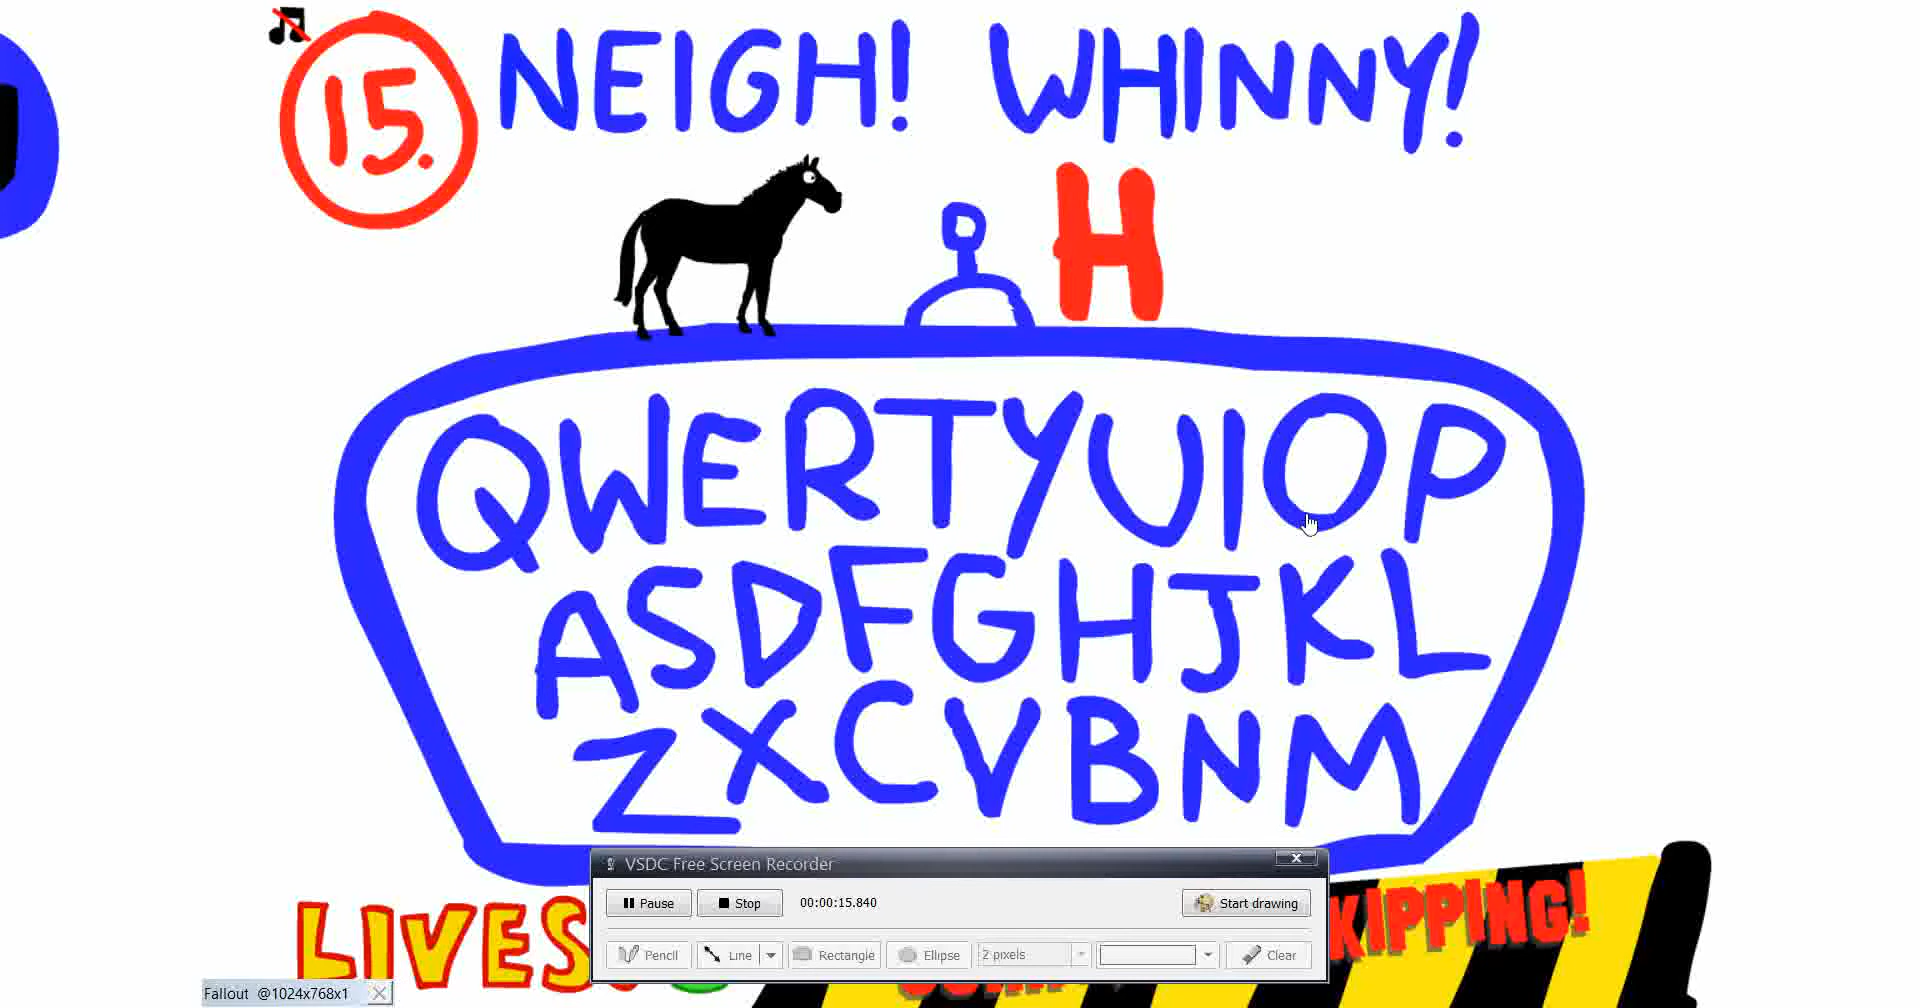 15. NEIGH! WHINNY!
H
QWERTYUIOP
ASDFGHJKL
ZXCVBNM
VSDC Free Screen Recorder
Pause Stop 00:00:15.840 Start drawing
LIVES KIPPING!
Pencil Line Rectangle Ellipse 2 pixels Clear
Fallout @1024x768x1